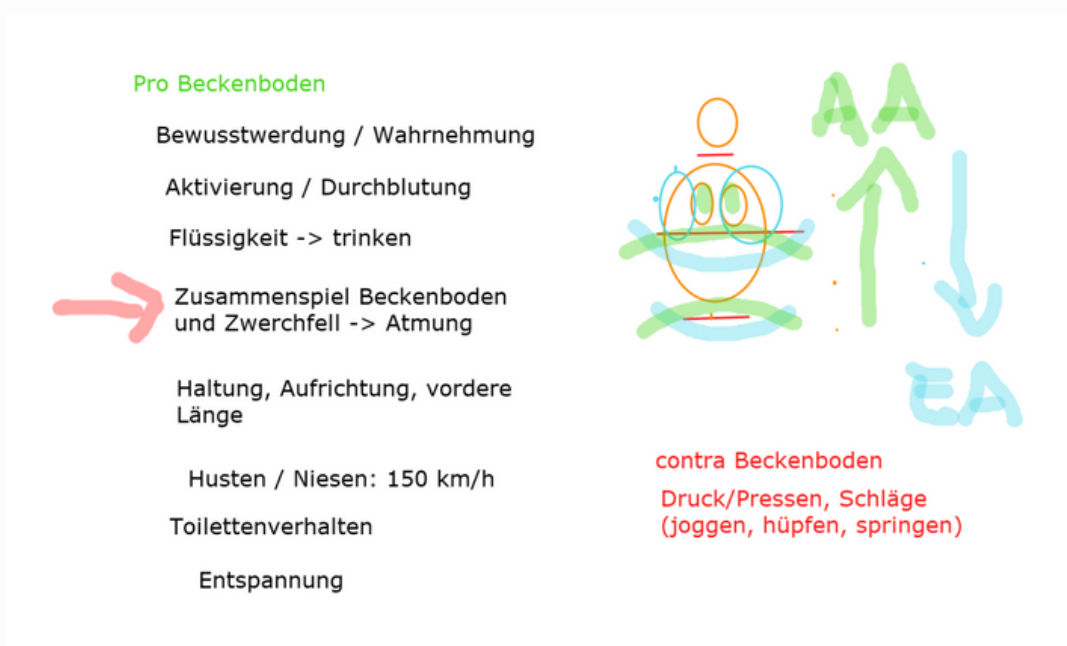 Pro Beckenboden
Bewusstwerdung / Wahrnehmung
Aktivierung / Durchblutung
Flüssigkeit -> trinken
Zusammenspiel Beckenboden
und Zwerchfell -> Atmung
Haltung, Aufrichtung, vordere
Länge
Husten / Niesen: 150 km/h
Toilettenverhalten
Entspannung
AA
EA
contra Beckenboden
Druck/Pressen, Schläge
(joggen, hüpfen, springen)